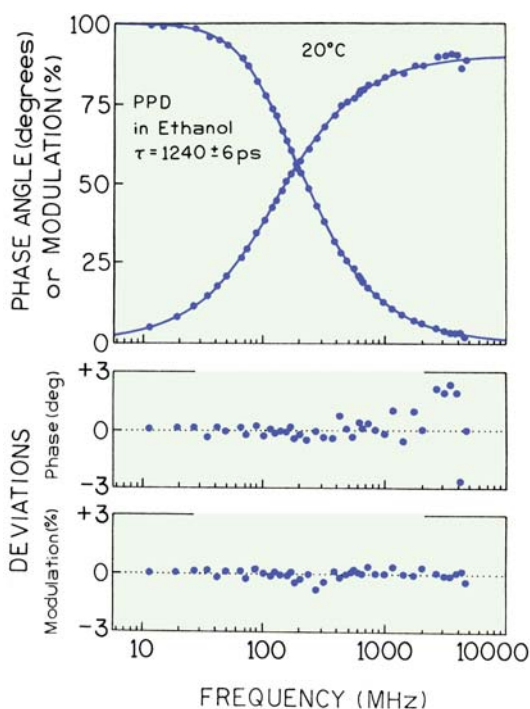 100
75
50
25
0
PHASE ANGLE (degrees)
or MODULATION (%)
20°C
PPD
in Ethanol
τ = 1240 ± 6 ps
+3
0
-3
Phase (deg)
+3
0
-3
Modulation (%)
DEVIATIONS
10
100
1000
10000
FREQUENCY (MHz)